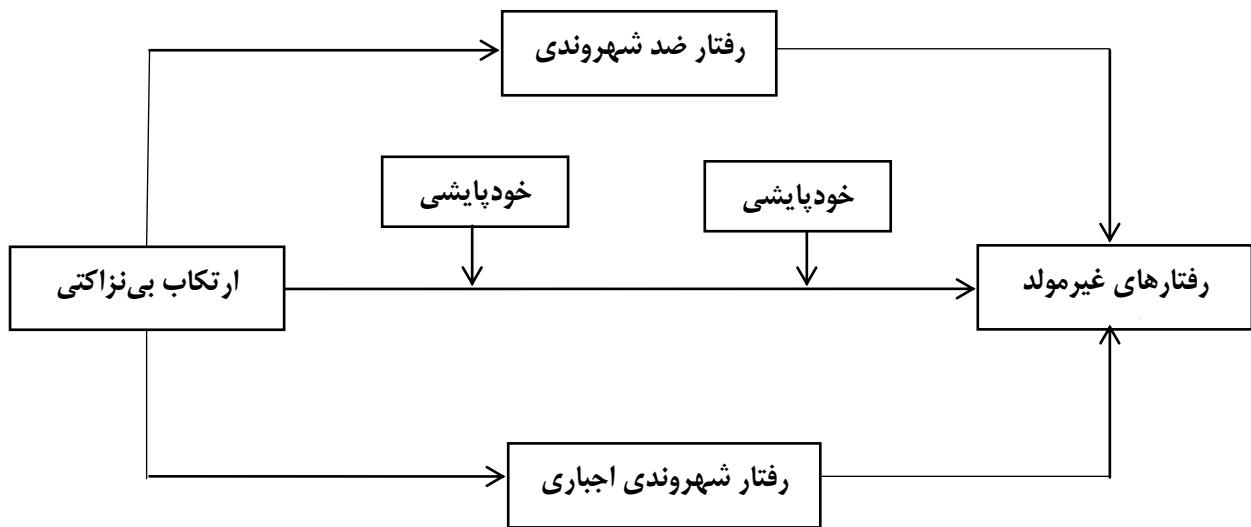 رفتار ضد شهروندی
خودپایشی
خودپایشی
ارتکاب بی‌نزاکتی
رفتارهای غیرمولد
رفتار شهروندی اجباری